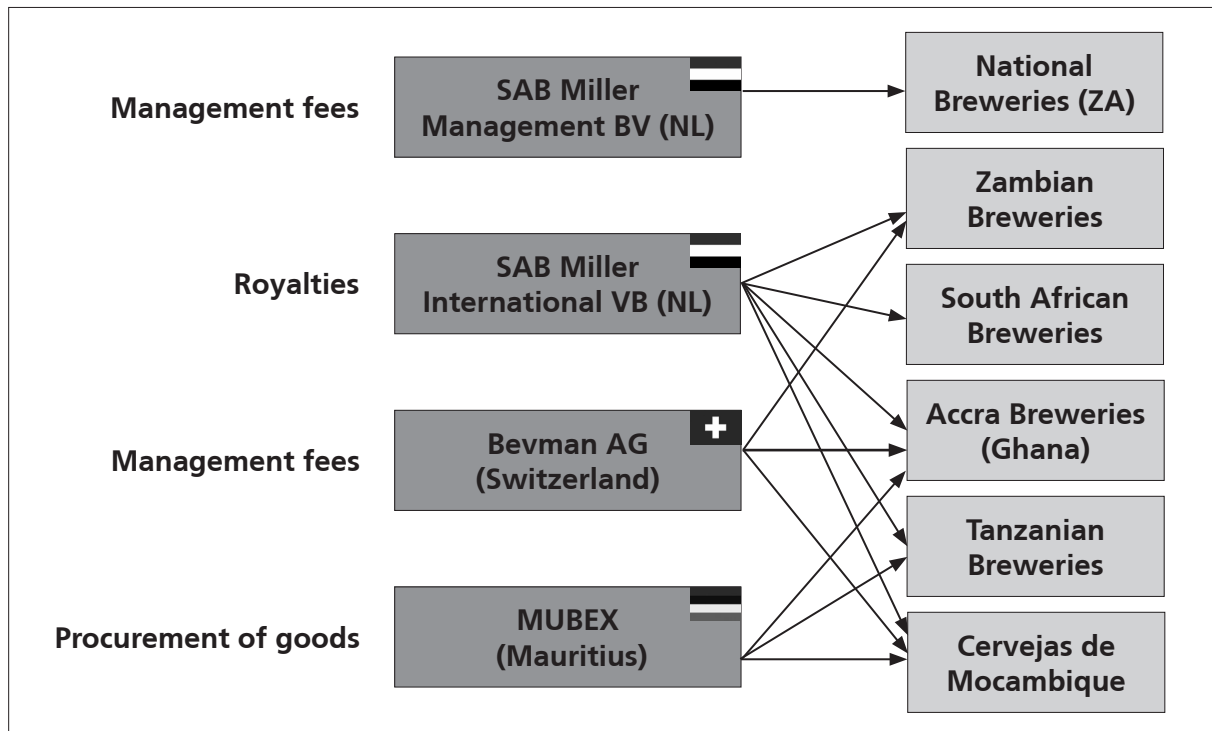 Management fees
SAB Miller
Management BV (NL)
National
Breweries (ZA)
Zambian
Breweries
Royalties
SAB Miller
International VB (NL)
South African
Breweries
Accra Breweries
(Ghana)
Management fees
Bevman AG
(Switzerland)
Tanzanian
Breweries
Procurement of goods
MUBEX
(Mauritius)
Cervejas de
Mocambique